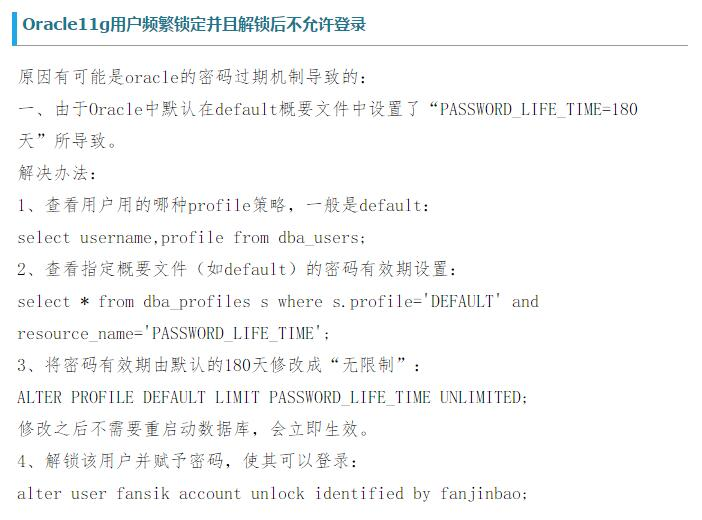 Oracle11g用户频繁锁定并且解锁后不允许登录
原因有可能是oracle的密码过期机制导致的：
一、由于Oracle中默认在default概要文件中设置了“PASSWORD_LIFE_TIME=180
天”所导致。
解决办法：
1、查看用户用的哪种profile策略，一般是default：
select username,profile from dba_users;
2、查看指定概要文件（如default）的密码有效期设置：
select * from dba_profiles s where s.profile='DEFAULT' and
resource_name='PASSWORD_LIFE_TIME';
3、将密码有效期由默认的180天修改成“无限制”：
ALTER PROFILE DEFAULT LIMIT PASSWORD_LIFE_TIME UNLIMITED;
修改之后不需要重启动数据库，会立即生效。
4、解锁该用户并赋予密码，使其可以登录：
alter user fansik account unlock identified by fanjinbao;